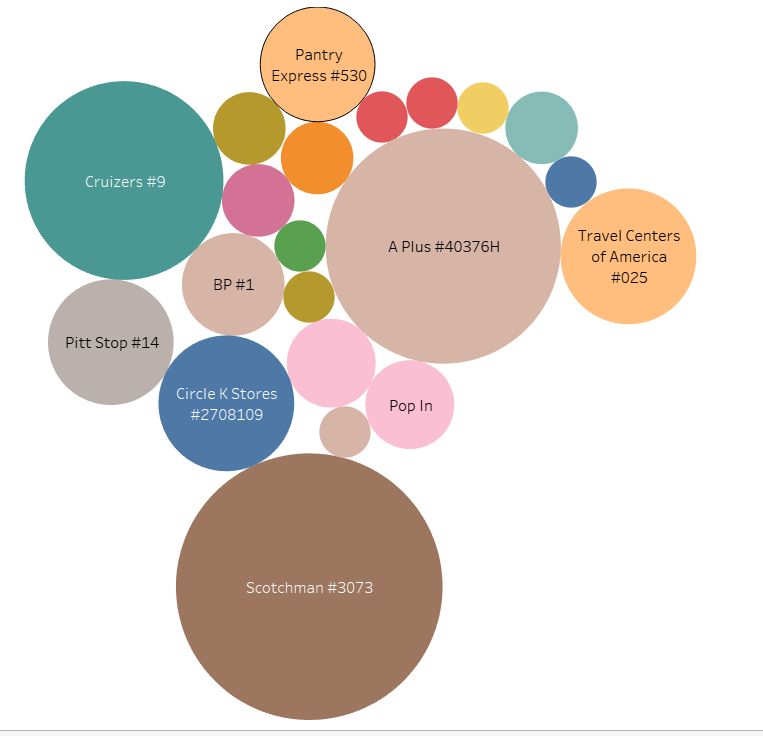 Pantry
Express #530
Cruizers #9
A Plus #40376H
Travel Centers
of America
#025
BP #1
Pitt Stop #14
Circle K Stores
#2708109
Pop In
Scotchman #3073